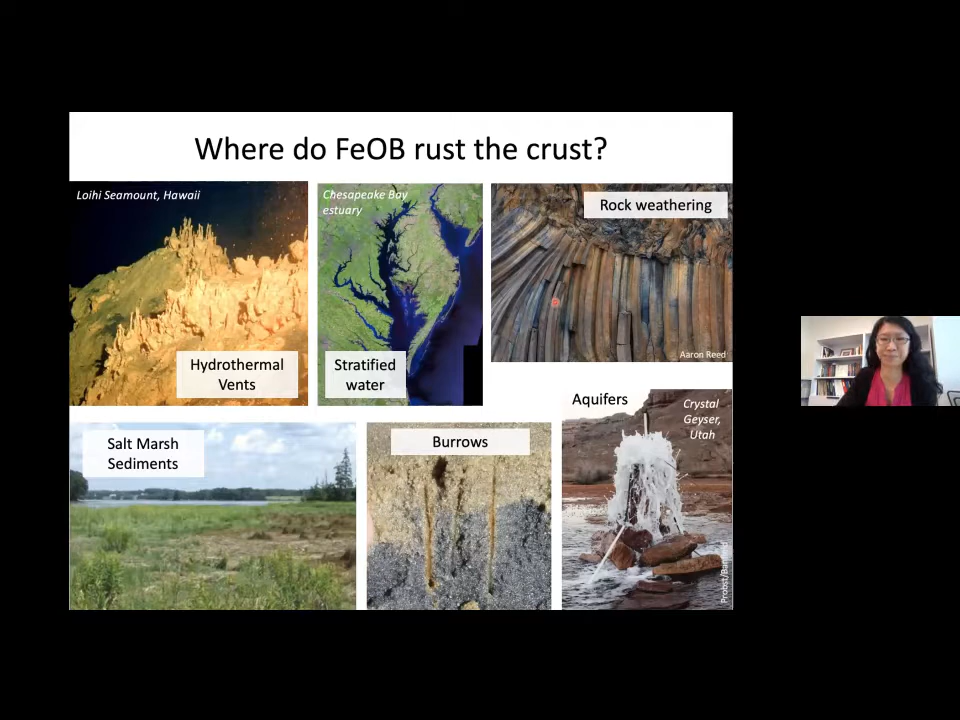 Where do FeOB rust the crust?
Loihi Seamount, Hawaii
Hydrothermal
Vents
Chesapeake Bay
estuary
Stratified
water
Rock weathering
Aaron Reed
Salt Marsh
Sediments
Burrows
Aquifers
Crystal
Geyser,
Utah